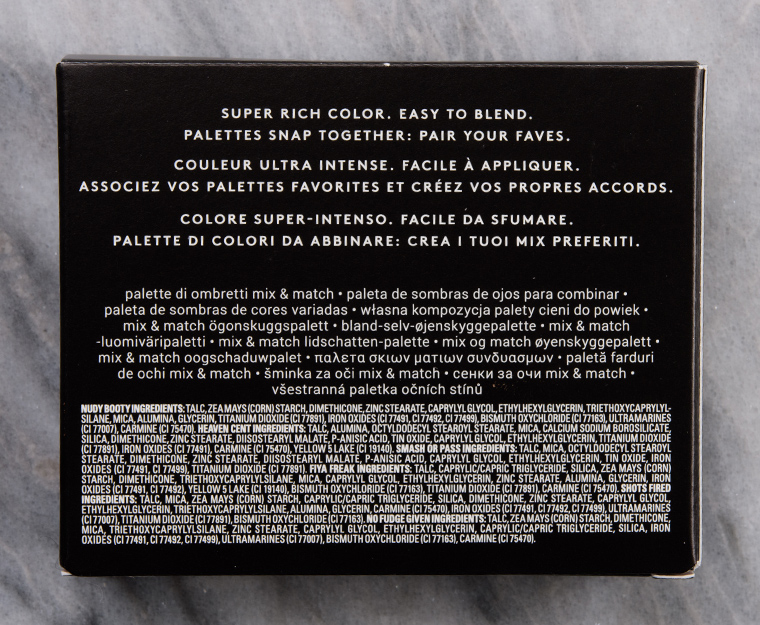 SUPER RICH COLOR. EASY TO BLEND.
PALETTES SNAP TOGETHER: PAIR YOUR FAVES.
COULEUR ULTRA INTENSE. FACILE À APPLIQUER.
ASSOCIEZ VOS PALETTES FAVORITES ET CRÉEZ VOS PROPRES ACCORDS.
COLORE SUPER-INTENSO. FACILE DA SFUMARE.
PALETTE DI COLORI DA ABBINARE: CREA I TUOI MIX PREFERITI.
palette di ombretti mix & match • paleta de sombras de ojos para combinar •
paleta de sombras de cores variadas • własna kompozycja palety cieni do powiek •
mix & match ögonskuggspalett • bland-selv-øjenskyggepalette • mix & match
-luomiväripaletti • mix & match lidschatten-palette • mix og match øyenskyggepalett •
mix & match oogschaduwpalet • παλετα σκιων ματιων συνδυασμων • paletă farduri
de ochi mix & match • šminka za oči mix & match • сенки за очи mix & match •
všestranná paletka očních stínů
NUDY BOOTY INGREDIENTS: TALC, ZEA MAYS (CORN) STARCH, DIMETHICONE, ZINC STEARATE, CAPRYLYL GLYCOL, ETHYLHEXYLGLYCERIN, TRIETHOXYCAPRYLYL-
SILANE, MICA, ALUMINA, GLYCERIN, TITANIUM DIOXIDE (CI 77891), IRON OXIDES (CI 77491, CI 77492, CI 77499), BISMUTH OXYCHLORIDE (CI 77163), ULTRAMARINES
(CI 77007), CARMINE (CI 75470). HEAVEN CENT INGREDIENTS: TALC, ALUMINA, OCTYLDODECYL STEAROYL STEARATE, MICA, CALCIUM SODIUM BOROSILICATE,
SILICA, DIMETHICONE, ZINC STEARATE, DIISOSTEARYL MALATE, P-ANISIC ACID, TIN OXIDE, CAPRYLYL GLYCOL, ETHYLHEXYLGLYCERIN, TITANIUM DIOXIDE
(CI 77891), IRON OXIDES (CI 77491), CARMINE (CI 75470), YELLOW 5 LAKE (CI 19140). SMASH OR PASS INGREDIENTS: TALC, MICA, OCTYLDODECYL STEAROYL
STEARATE, DIMETHICONE, ZINC STEARATE, DIISOSTEARYL MALATE, P-ANISIC ACID, CAPRYLYL GLYCOL, ETHYLHEXYLGLYCERIN, TIN OXIDE, IRON
OXIDES (CI 77491, CI 77499), TITANIUM DIOXIDE (CI 77891). FIYA FREAK INGREDIENTS: TALC, CAPRYLIC/CAPRIC TRIGLYCERIDE, SILICA, ZEA MAYS (CORN)
STARCH, DIMETHICONE, TRIETHOXYCAPRYLYLSILANE, MICA, CAPRYLYL GLYCOL, ETHYLHEXYLGLYCERIN, ZINC STEARATE, ALUMINA, GLYCERIN, IRON
OXIDES (CI 77491, CI 77492), YELLOW 5 LAKE (CI 19140), BISMUTH OXYCHLORIDE (CI 77163), TITANIUM DIOXIDE (CI 77891), CARMINE (CI 75470). SHOTS FIRED
INGREDIENTS: TALC, MICA, ZEA MAYS (CORN) STARCH, CAPRYLIC/CAPRIC TRIGLYCERIDE, SILICA, DIMETHICONE, ZINC STEARATE, CAPRYLYL GLYCOL,
ETHYLHEXYLGLYCERIN, TRIETHOXYCAPRYLYLSILANE, ALUMINA, GLYCERIN, CARMINE (CI 75470), IRON OXIDES (CI 77491, CI 77492, CI 77499), ULTRAMARINES
(CI 77007), TITANIUM DIOXIDE (CI 77891), BISMUTH OXYCHLORIDE (CI 77163). NO FUDGE GIVEN INGREDIENTS: TALC, ZEA MAYS (CORN) STARCH, DIMETHICONE,
MICA, TRIETHOXYCAPRYLYLSILANE, ZINC STEARATE, CAPRYLYL GLYCOL, ETHYLHEXYLGLYCERIN, CAPRYLIC/CAPRIC TRIGLYCERIDE, SILICA, IRON
OXIDES (CI 77491, CI 77492, CI 77499), ULTRAMARINES (CI 77007), BISMUTH OXYCHLORIDE (CI 77163), CARMINE (CI 75470).